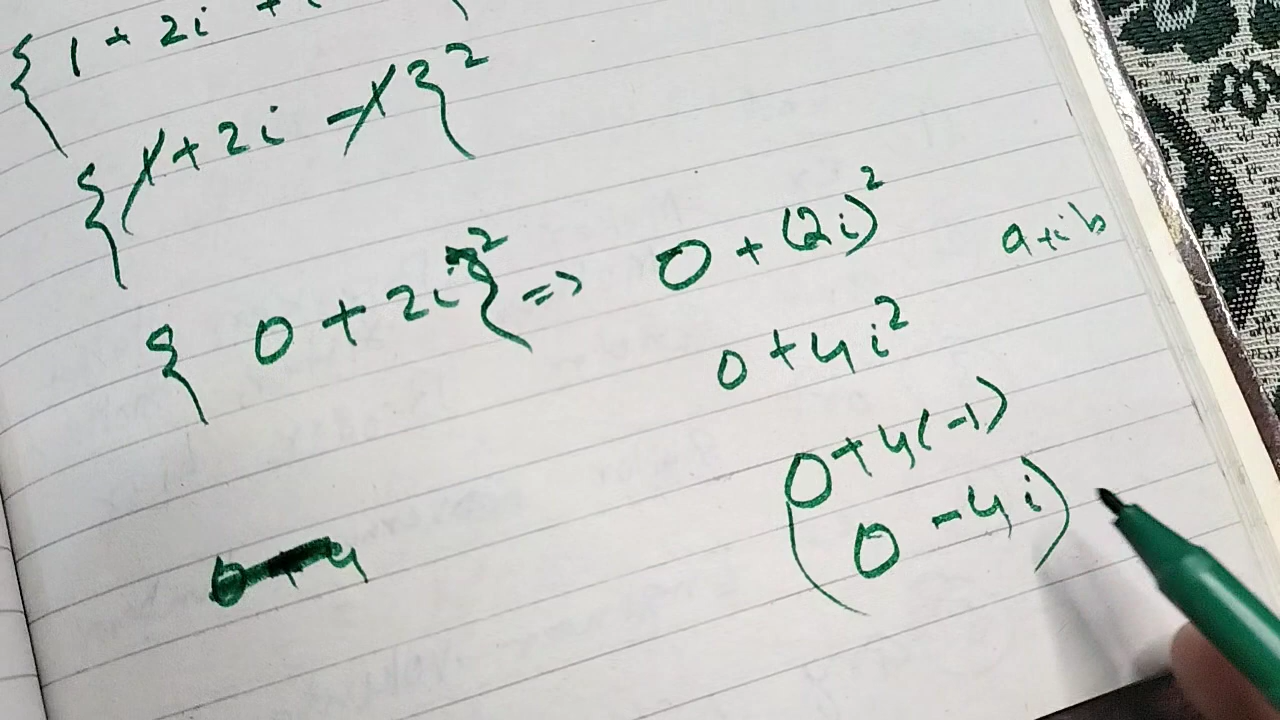 {1 + 2i +
{1 + 2i - 1}²
{ 0 + 2i}² => 0 + (2i)²
a+ib
0 + 4i²
0 + 4(-1)
(0 - 4i)